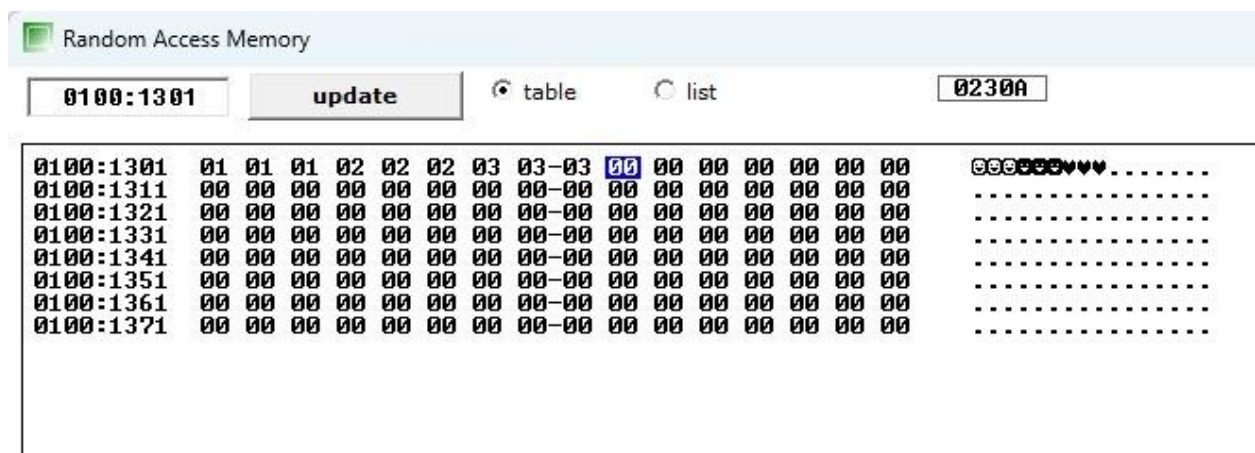 Random Access Memory
0100:1301 update table list 0230A
0100:1301 01 01 01 02 02 02 03 03-03 00 00 00 00 00 00 00 ☺☺☺☻☻☻♥♥♥.......
0100:1311 00 00 00 00 00 00 00 00-00 00 00 00 00 00 00 00 ................
0100:1321 00 00 00 00 00 00 00 00-00 00 00 00 00 00 00 00 ................
0100:1331 00 00 00 00 00 00 00 00-00 00 00 00 00 00 00 00 ................
0100:1341 00 00 00 00 00 00 00 00-00 00 00 00 00 00 00 00 ................
0100:1351 00 00 00 00 00 00 00 00-00 00 00 00 00 00 00 00 ................
0100:1361 00 00 00 00 00 00 00 00-00 00 00 00 00 00 00 00 ................
0100:1371 00 00 00 00 00 00 00 00-00 00 00 00 00 00 00 00 ................